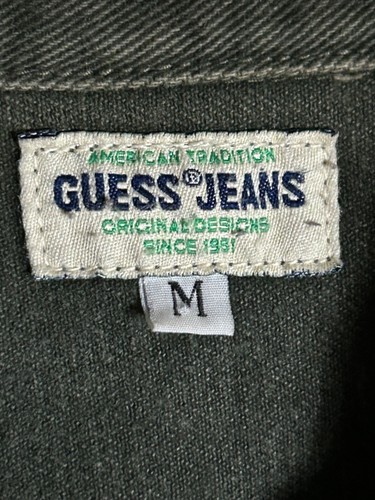 AMERICAN TRADITION
GUESS® JEANS
ORIGINAL DESIGNS
SINCE 1981
M